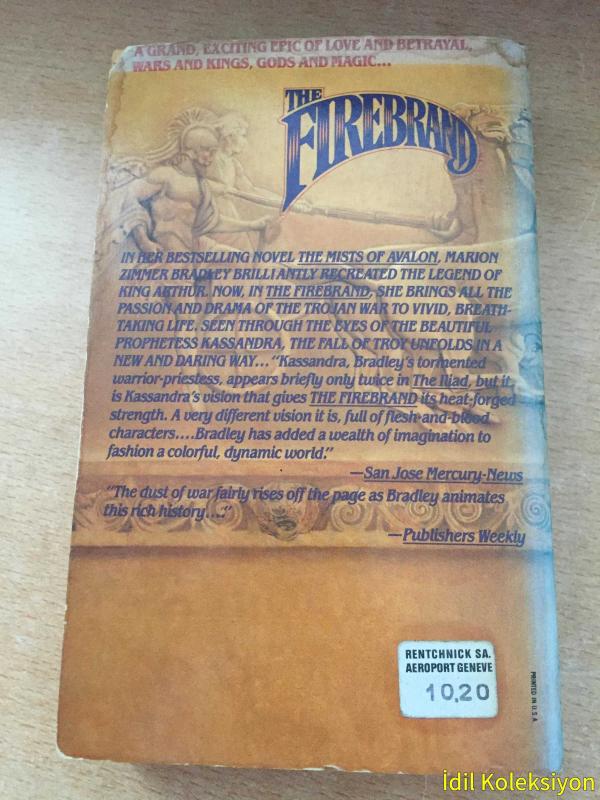 A GRAND, EXCITING EPIC OF LOVE AND BETRAYAL,
WARS AND KINGS, GODS AND MAGIC...
THE
FIREBRAND
IN HER BESTSELLING NOVEL THE MISTS OF AVALON, MARION
ZIMMER BRADLEY BRILLIANTLY RECREATED THE LEGEND OF
KING ARTHUR. NOW, IN THE FIREBRAND, SHE BRINGS ALL THE
PASSION AND DRAMA OF THE TROJAN WAR TO VIVID, BREATH-
TAKING LIFE. SEEN THROUGH THE EYES OF THE BEAUTIFUL
PROPHETESS KASSANDRA, THE FALL OF TROY UNFOLDS IN A
NEW AND DARING WAY... "Kassandra, Bradley's tormented
warrior-priestess, appears briefly only twice in The Iliad, but it
is Kassandra's vision that gives THE FIREBRAND its heat-forged
strength. A very different vision it is, full of flesh-and-blood
characters....Bradley has added a wealth of imagination to
fashion a colorful, dynamic world."
—San Jose Mercury-News
"The dust of war fairly rises off the page as Bradley animates
this rich history...."
—Publishers Weekly
RENTCHNICK SA.
AEROPORT GENEVE
10,20
PRINTED IN U.S.A.
İdil Koleksiyon